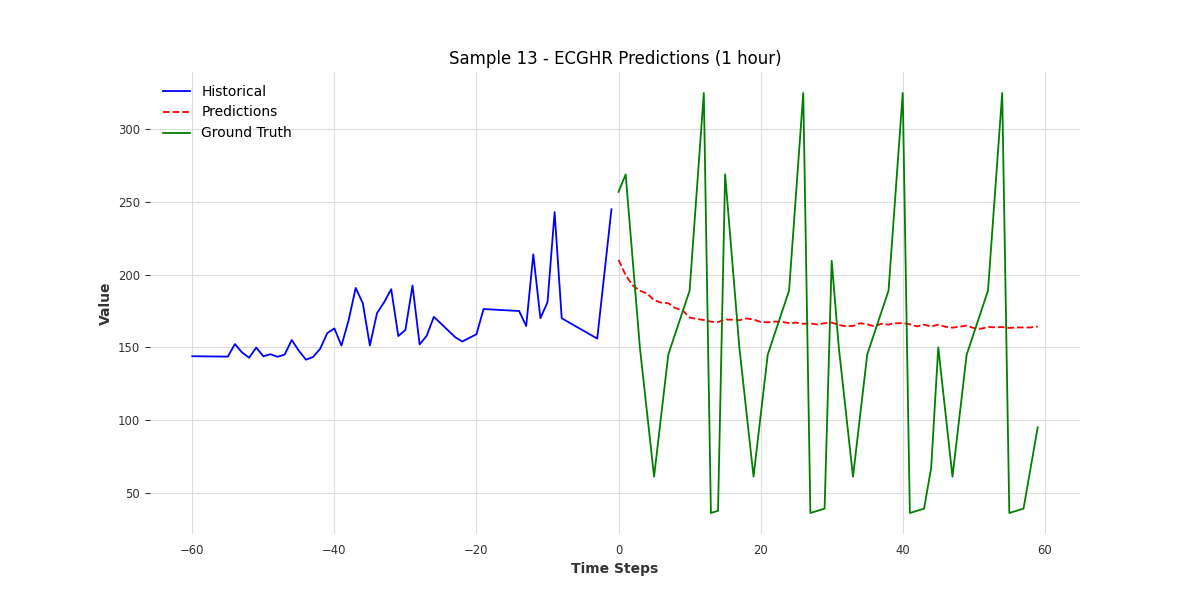 Sample 13 - ECGHR Predictions (1 hour)
Historical
Predictions
Ground Truth
300
250
200
150
100
50
Value
−60
−40
−20
0
20
40
60
Time Steps